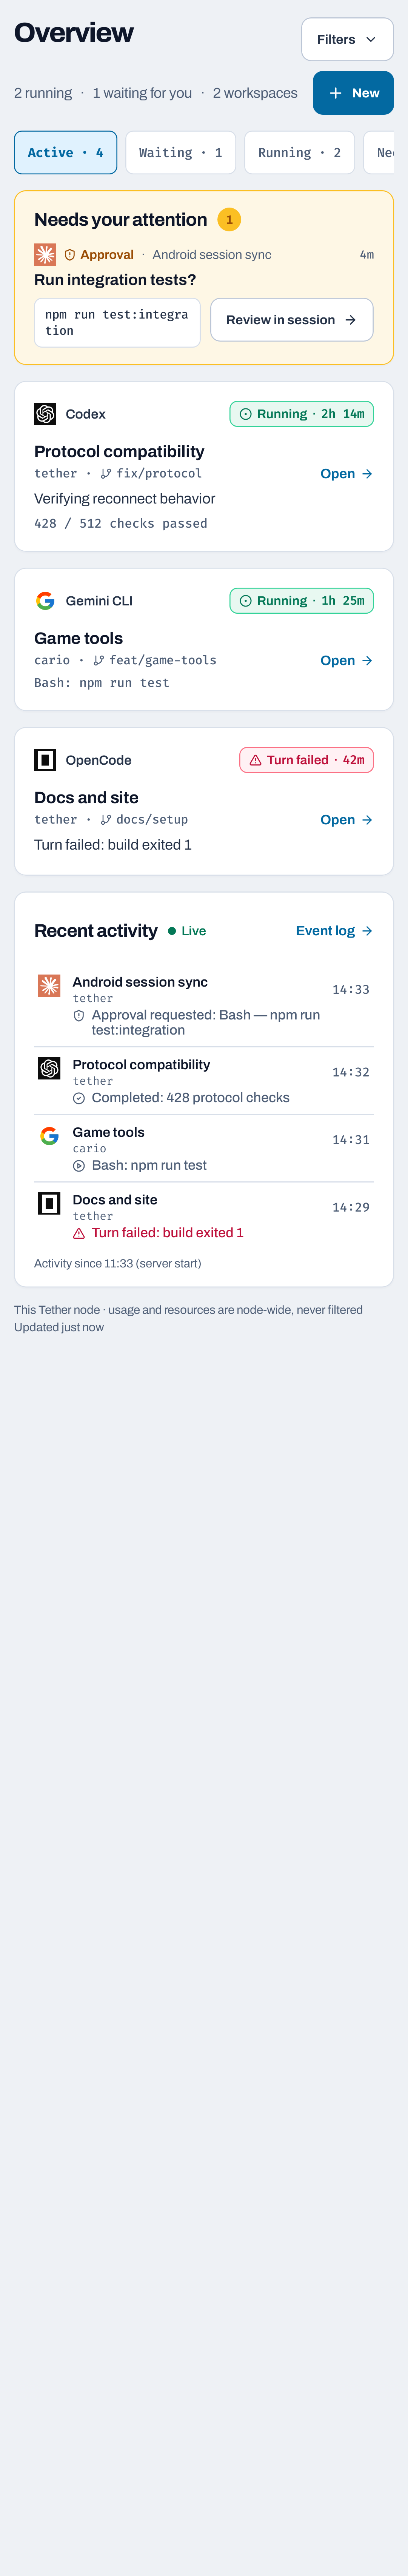 Overview
Filters
2 running · 1 waiting for you · 2 workspaces
New
Active · 4
Waiting · 1
Running · 2
Needs your attention 1
Approval · Android session sync 4m
Run integration tests?
npm run test:integra
tion
Review in session
Codex
Running · 2h 14m
Protocol compatibility
tether · fix/protocol
Open
Verifying reconnect behavior
428 / 512 checks passed
Gemini CLI
Running · 1h 25m
Game tools
cario · feat/game-tools
Open
Bash: npm run test
OpenCode
Turn failed · 42m
Docs and site
tether · docs/setup
Open
Turn failed: build exited 1
Recent activity
Live
Event log
Android session sync
tether
14:33
Approval requested: Bash — npm run
test:integration
Protocol compatibility
tether
14:32
Completed: 428 protocol checks
Game tools
cario
14:31
Bash: npm run test
Docs and site
tether
14:29
Turn failed: build exited 1
Activity since 11:33 (server start)
This Tether node · usage and resources are node-wide, never filtered
Updated just now